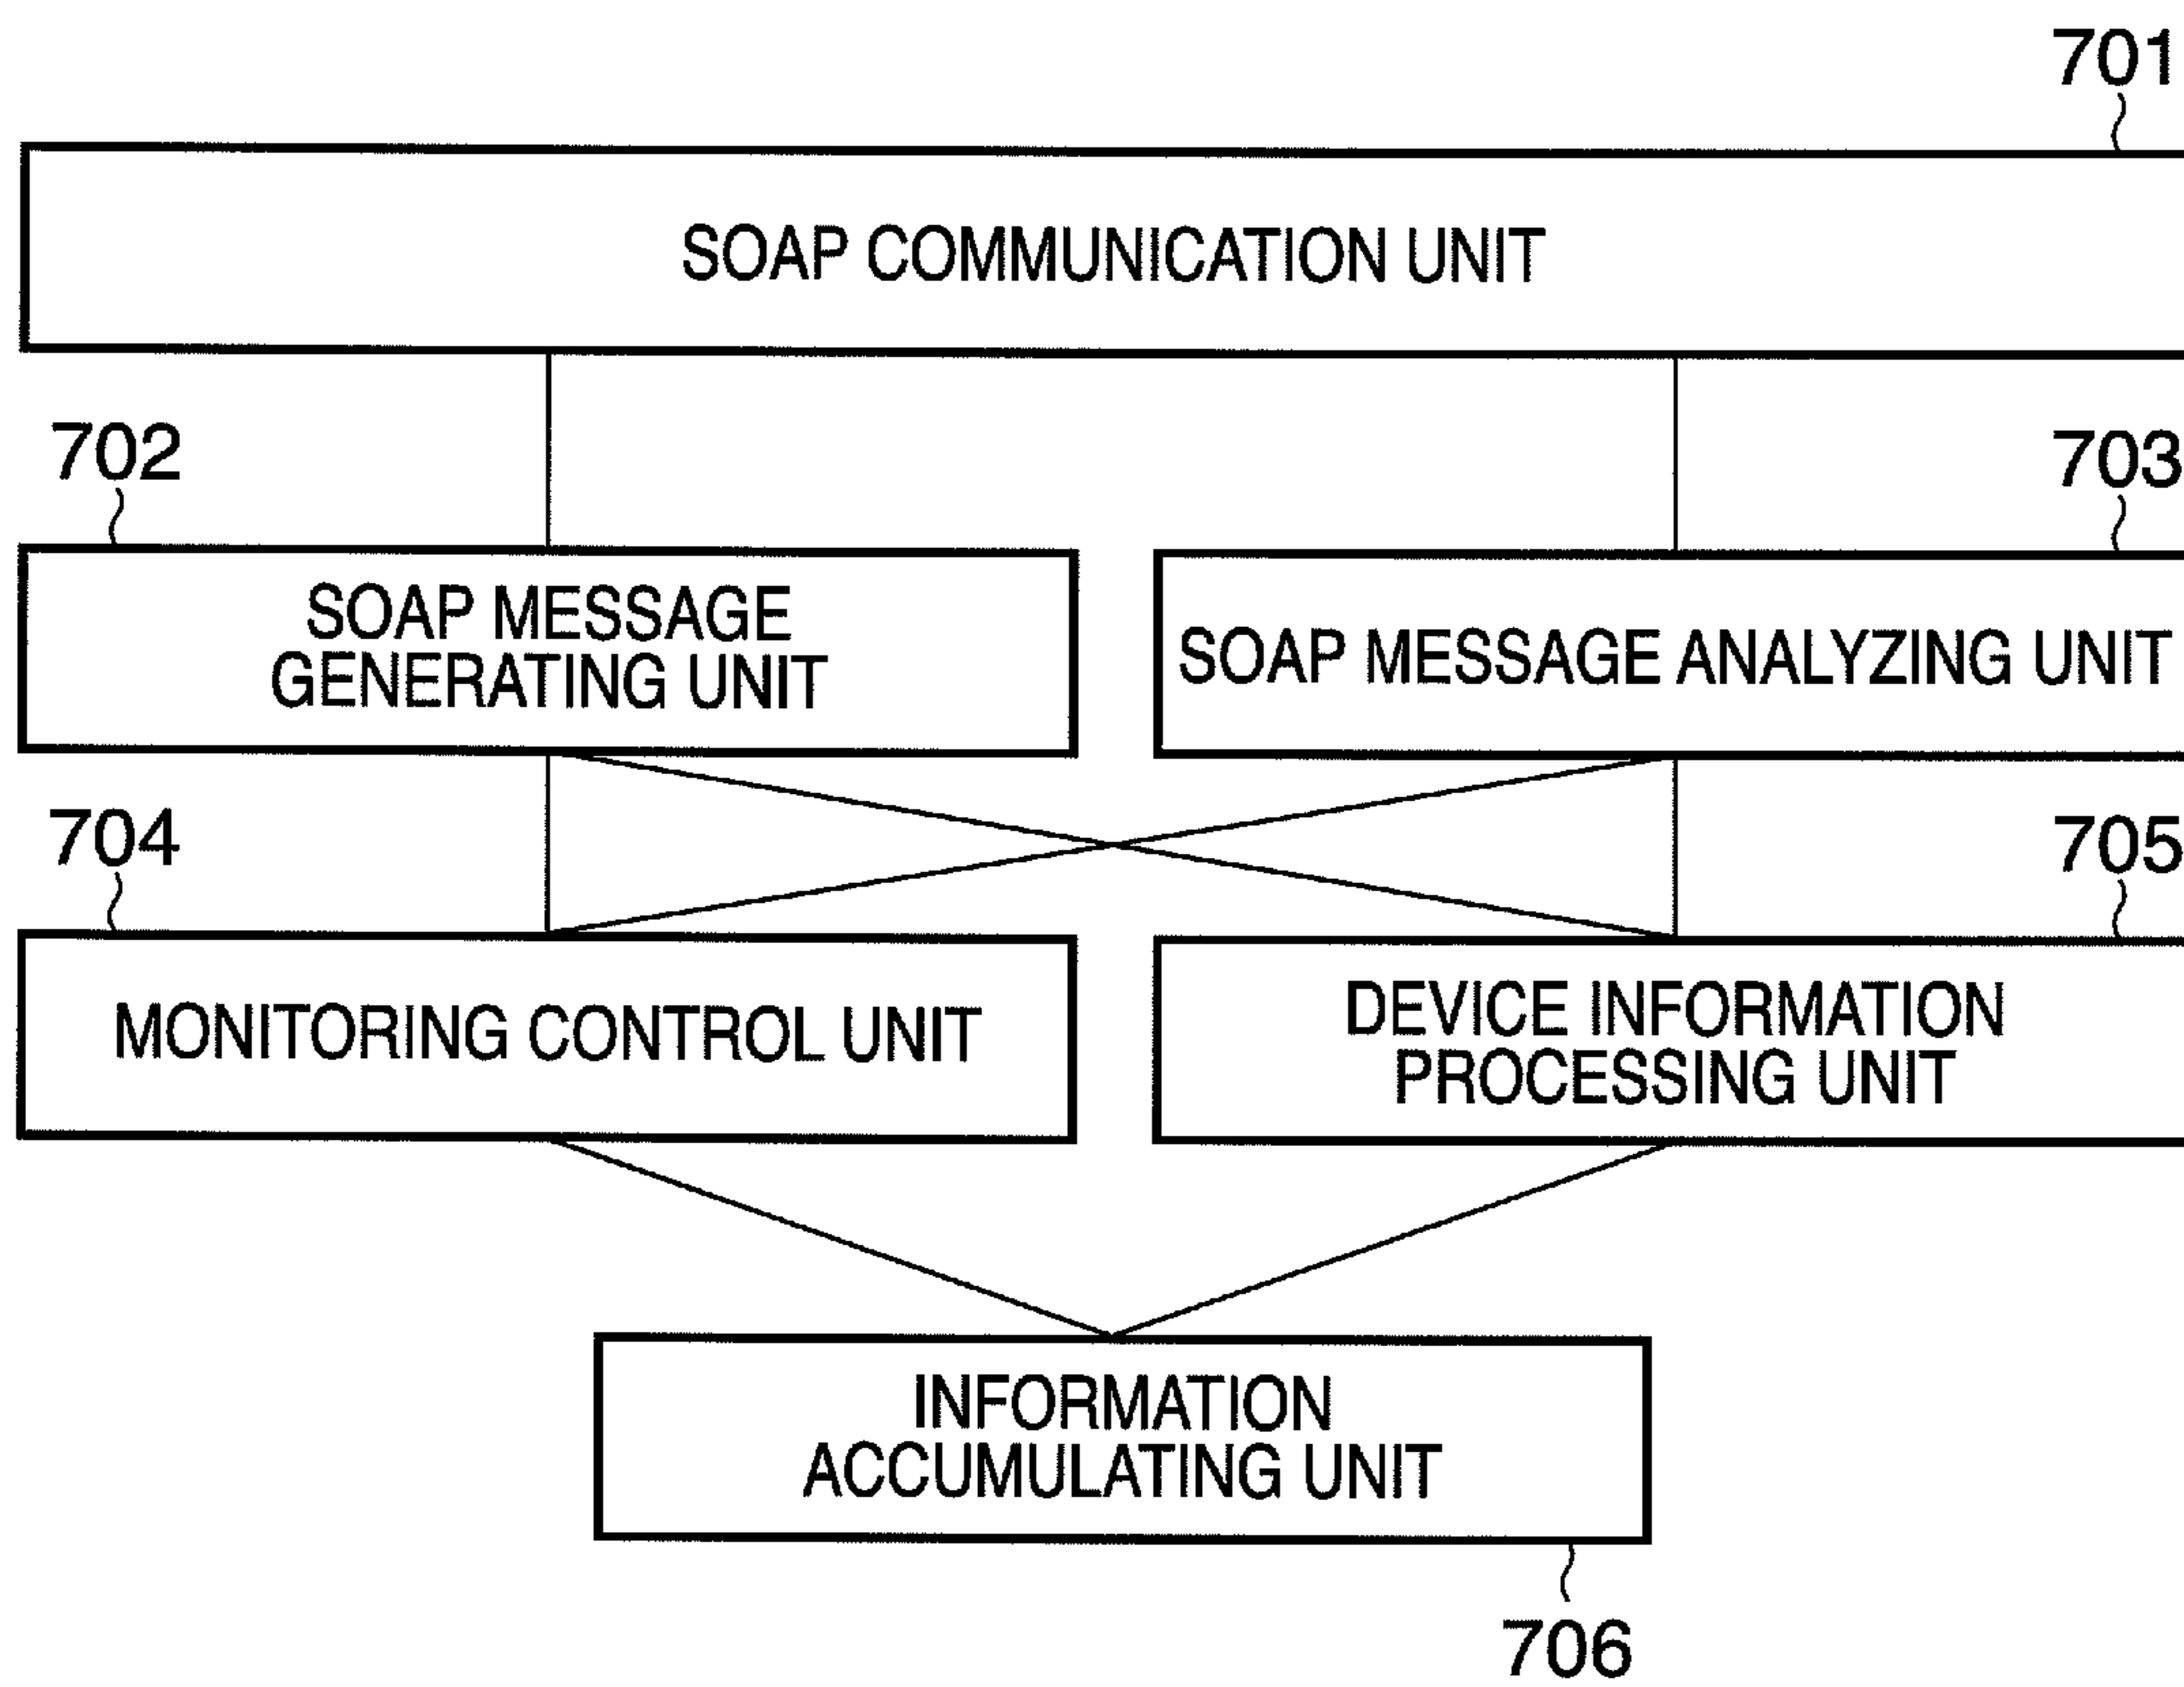 701
SOAP COMMUNICATION UNIT
702
703
SOAP MESSAGE
GENERATING UNIT
SOAP MESSAGE ANALYZING UNIT
704
705
MONITORING CONTROL UNIT
DEVICE INFORMATION
PROCESSING UNIT
INFORMATION
ACCUMULATING UNIT
706